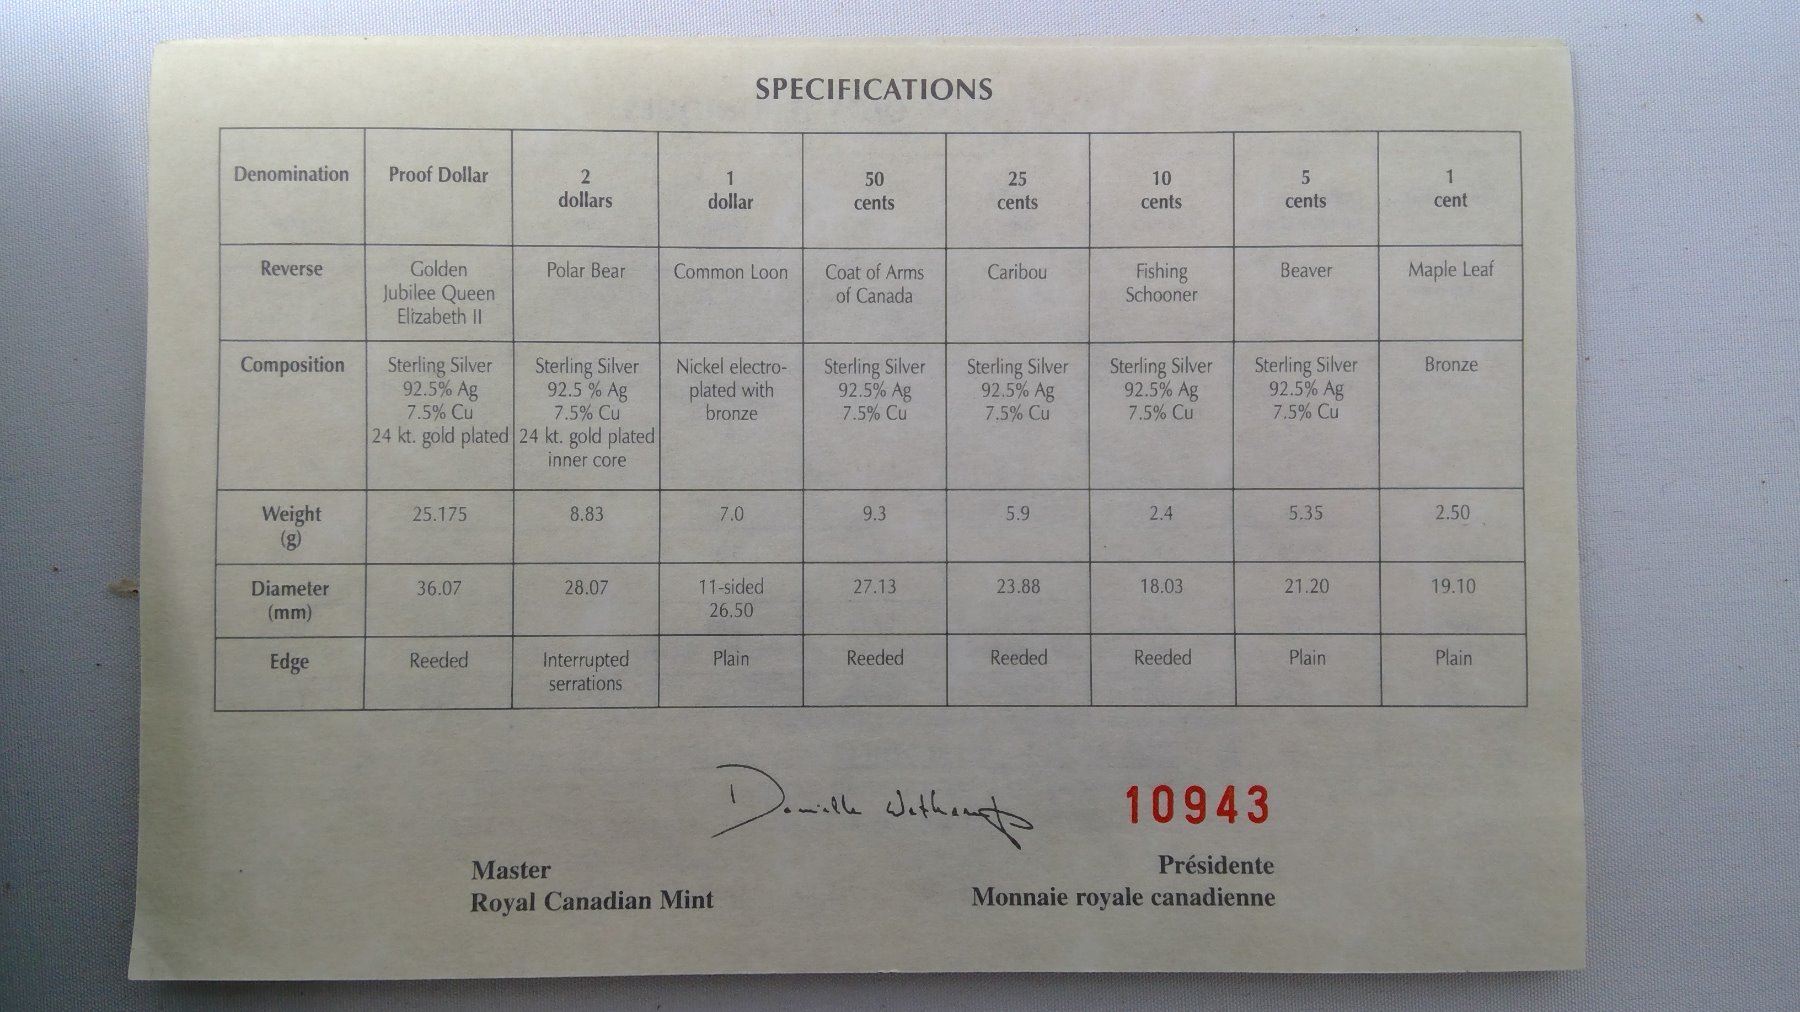 SPECIFICATIONS
Denomination
Proof Dollar
2
dollars
1
dollar
50
cents
25
cents
10
cents
5
cents
1
cent
Reverse
Golden
Jubilee Queen
Elizabeth II
Polar Bear
Common Loon
Coat of Arms
of Canada
Caribou
Fishing
Schooner
Beaver
Maple Leaf
Composition
Sterling Silver
92.5% Ag
7.5% Cu
24 kt. gold plated
Sterling Silver
92.5 % Ag
7.5% Cu
24 kt. gold plated
inner core
Nickel electro-
plated with
bronze
Sterling Silver
92.5% Ag
7.5% Cu
Sterling Silver
92.5% Ag
7.5% Cu
Sterling Silver
92.5% Ag
7.5% Cu
Sterling Silver
92.5% Ag
7.5% Cu
Bronze
Weight
(g)
25.175
8.83
7.0
9.3
5.9
2.4
5.35
2.50
Diameter
(mm)
36.07
28.07
11-sided
26.50
27.13
23.88
18.03
21.20
19.10
Edge
Reeded
Interrupted
serrations
Plain
Reeded
Reeded
Reeded
Plain
Plain
Danielle Wetherup
10943
Master
Royal Canadian Mint
Présidente
Monnaie royale canadienne